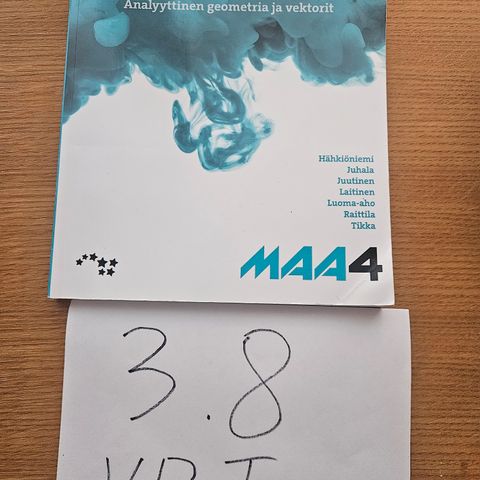 Analyyttinen geometria ja vektorit
Hähkiöniemi
Juhala
Juutinen
Laitinen
Luoma-aho
Raittila
Tikka
MAA4
3.8